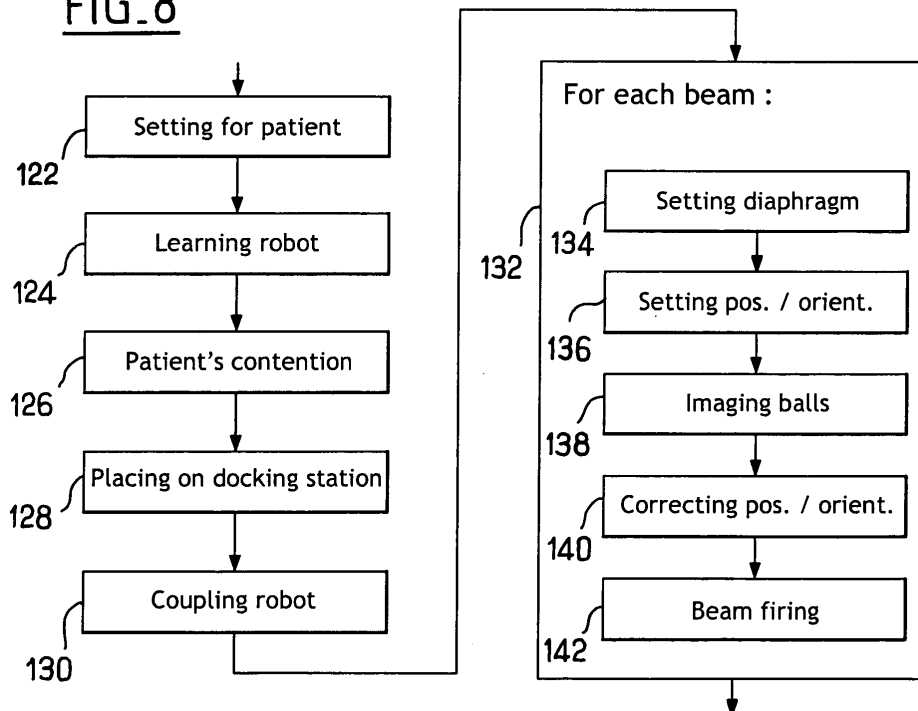 FIG_8
Setting for patient
122
Learning robot
124
Patient's contention
126
Placing on docking station
128
Coupling robot
130
For each beam :
132
Setting diaphragm
134
Setting pos. / orient.
136
Imaging balls
138
Correcting pos. / orient.
140
Beam firing
142